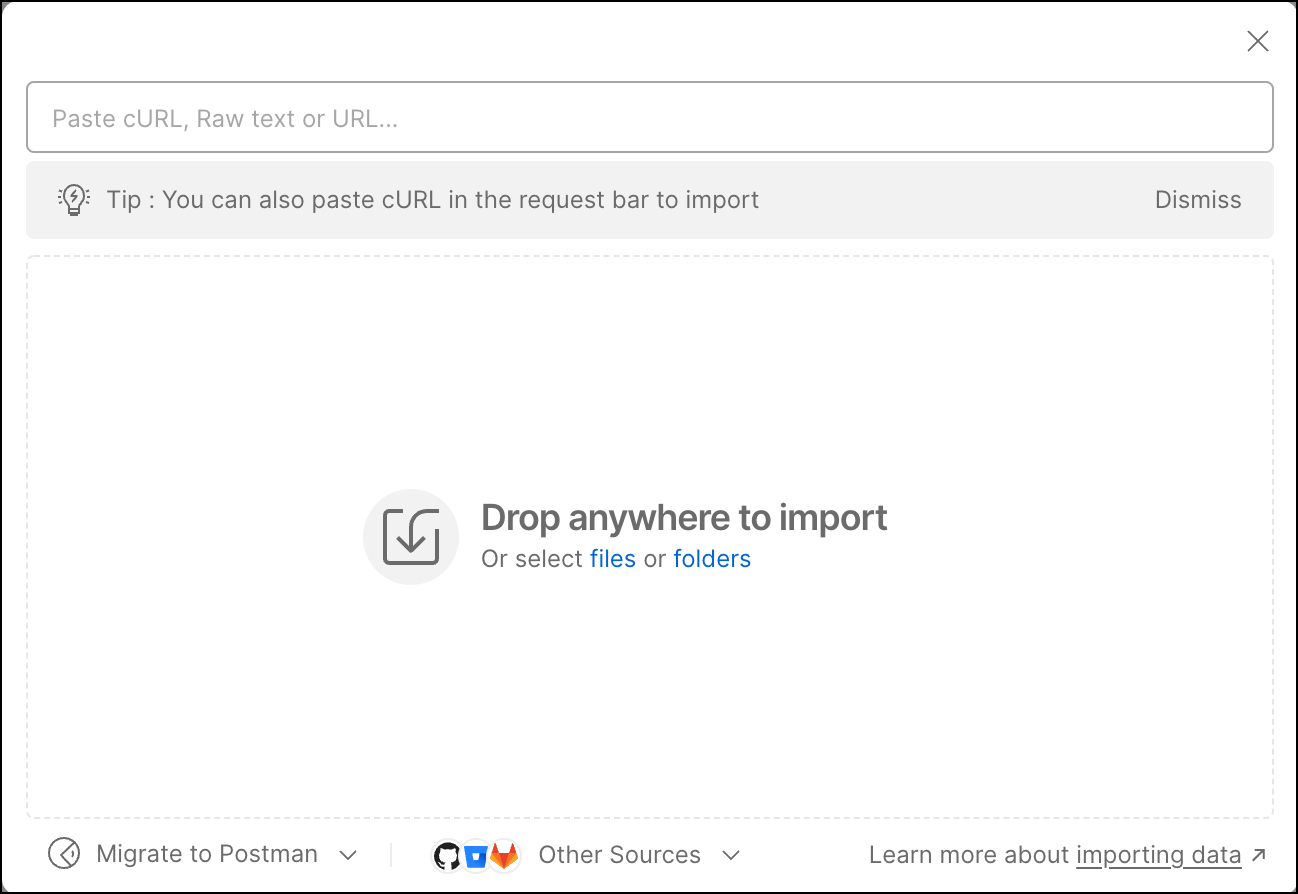 Paste cURL, Raw text or URL...
Tip : You can also paste cURL in the request bar to import
Dismiss
Drop anywhere to import
Or select files or folders
Migrate to Postman
Other Sources
Learn more about importing data